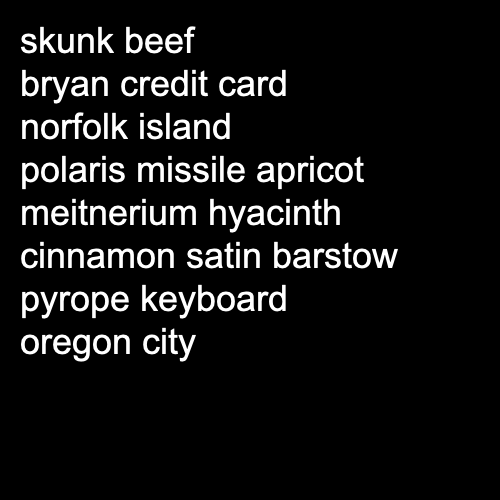 skunk beef
bryan credit card
norfolk island
polaris missile apricot
meitnerium hyacinth
cinnamon satin barstow
pyrope keyboard
oregon city